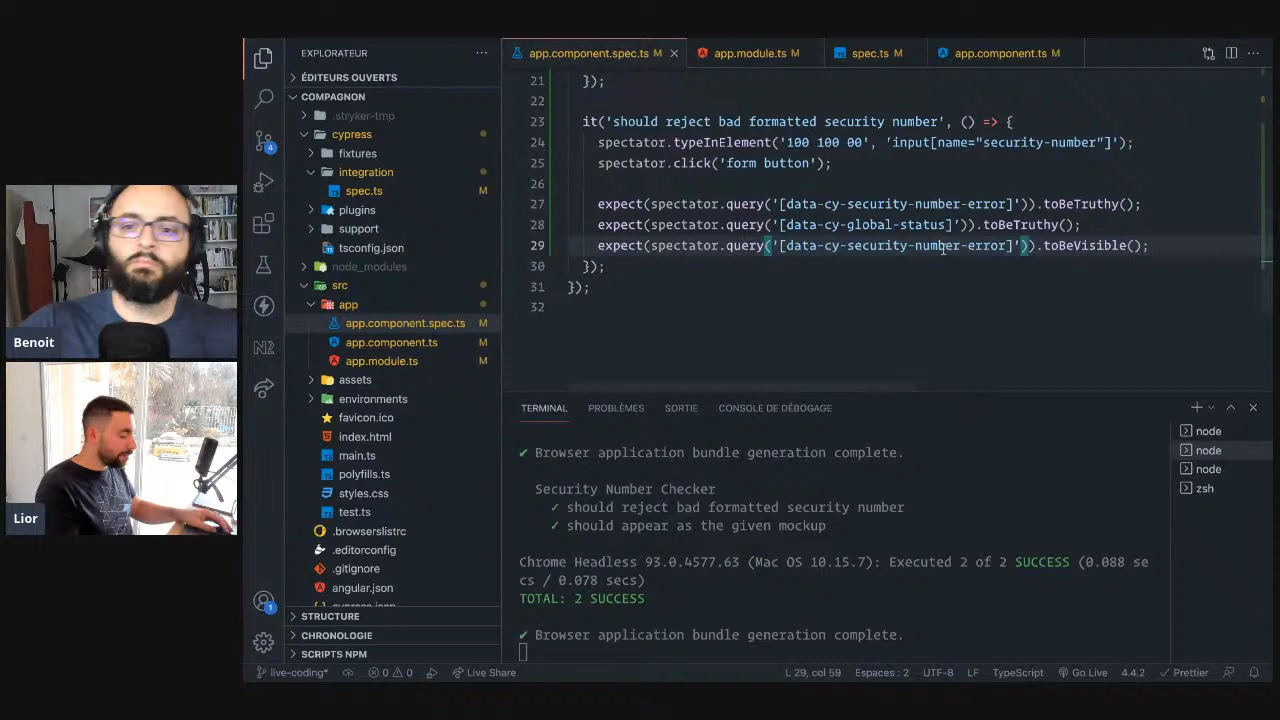 EXPLORATEUR
ÉDITEURS OUVERTS
COMPAGNON
.stryker-tmp
cypress
fixtures
integration
spec.ts M
plugins
support
tsconfig.json
node_modules
src
app
app.component.spec.ts M
app.component.ts M
app.module.ts M
assets
environments
favicon.ico
index.html
main.ts
polyfills.ts
styles.css
test.ts
.browserslistrc
.editorconfig
.gitignore
angular.json
cypress.json
STRUCTURE
CHRONOLOGIE
SCRIPTS NPM
4
1
Benoit
Lior
app.component.spec.ts M
app.module.ts M
spec.ts M
app.component.ts M
21 });
22
23 it('should reject bad formatted security number', () => {
24 spectator.typeInElement('100 100 00', 'input[name="security-number"]');
25 spectator.click('form button');
26
27 expect(spectator.query('[data-cy-security-number-error]')).toBeTruthy();
28 expect(spectator.query('[data-cy-global-status]')).toBeTruthy();
29 expect(spectator.query('[data-cy-security-number-error]')).toBeVisible();
30 });
31 });
32
TERMINAL
PROBLÈMES
SORTIE
CONSOLE DE DÉBOGAGE
✔ Browser application bundle generation complete.
Security Number Checker
✓ should reject bad formatted security number
✓ should appear as the given mockup
Chrome Headless 93.0.4577.63 (Mac OS 10.15.7): Executed 2 of 2 SUCCESS (0.088 se
cs / 0.078 secs)
TOTAL: 2 SUCCESS
✔ Browser application bundle generation complete.
node
node
node
zsh
live-coding*
0 0
Live Share
L 29, col 59
Espaces : 2
UTF-8
LF
TypeScript
Go Live
4.4.2
Prettier